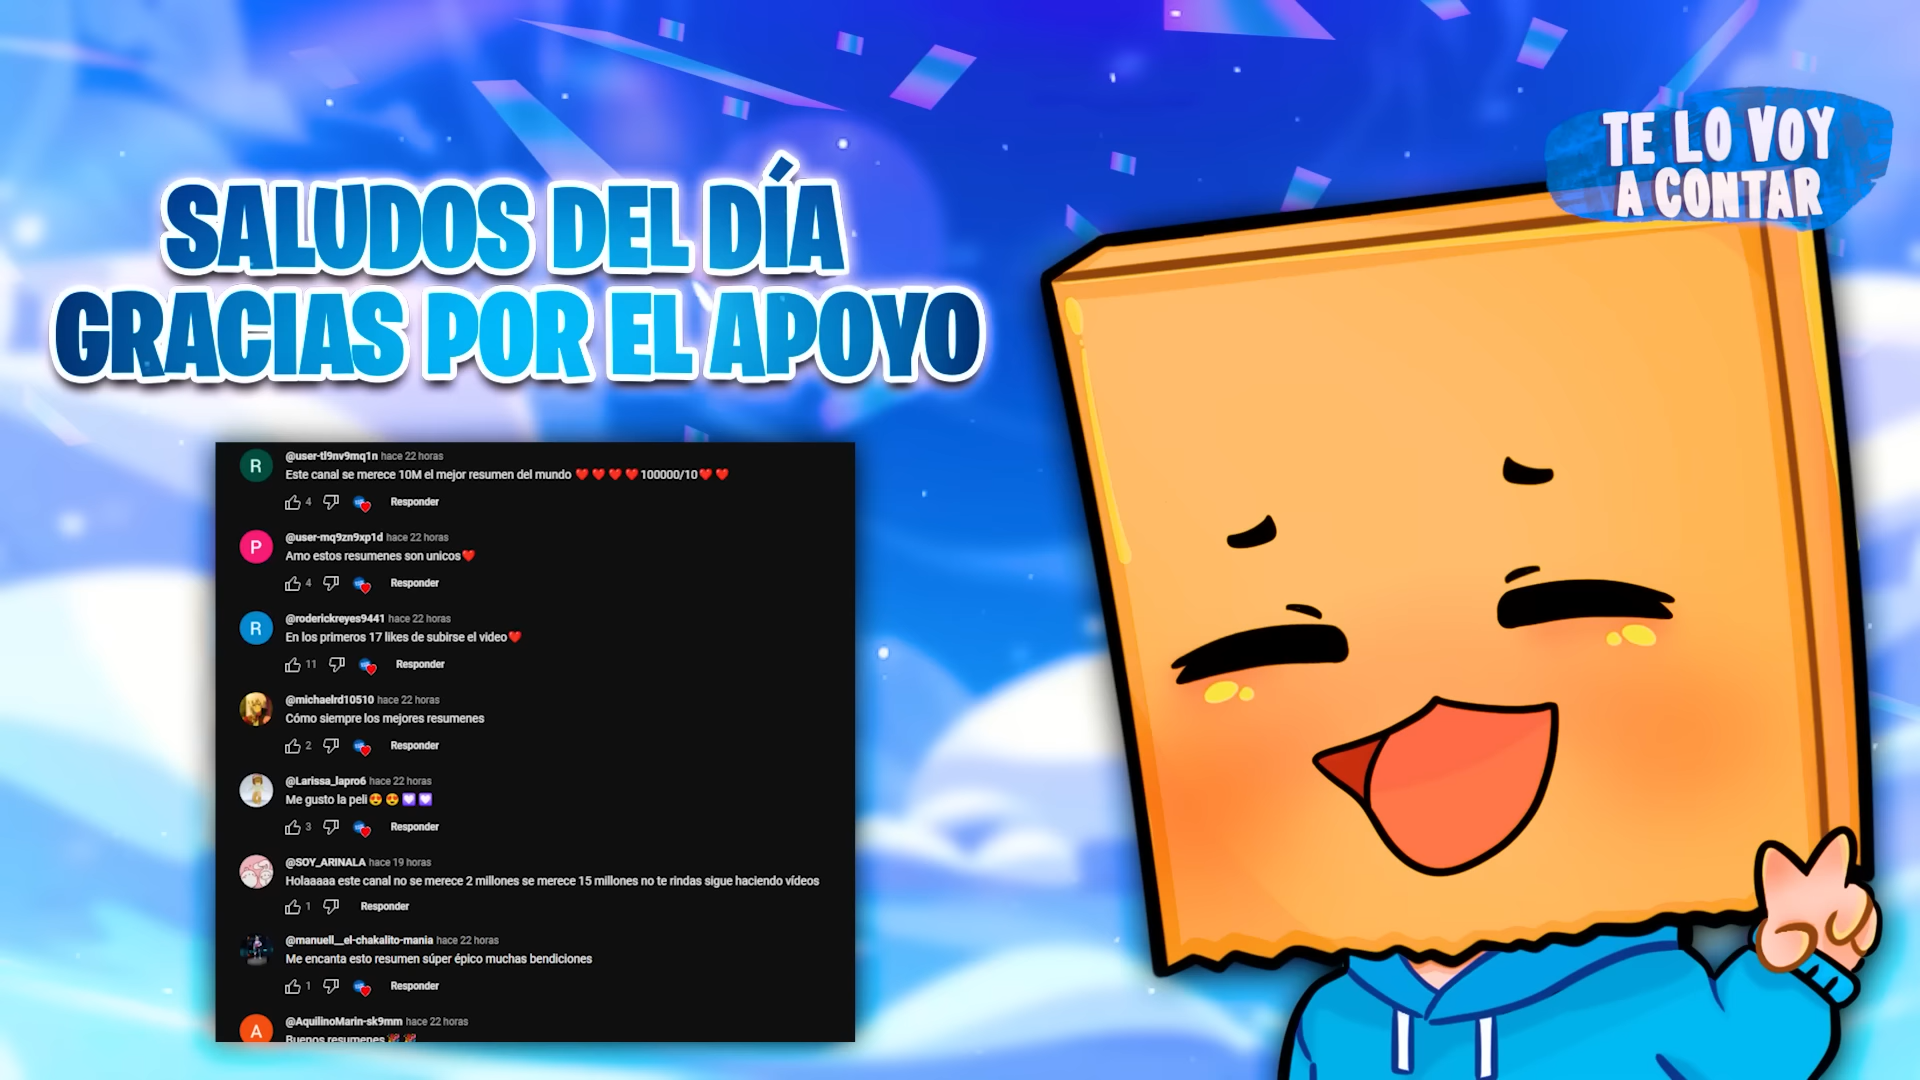 TE LO VOY
A CONTAR
SALUDOS DEL DÍA
GRACIAS POR EL APOYO
R
@user-tl9nv9mq1n hace 22 horas
Este canal se merece 10M el mejor resumen del mundo ❤️❤️❤️❤️100000/10❤️❤️
4 Responder
P
@user-mq9zn9xp1d hace 22 horas
Amo estos resumenes son unicos❤️
4 Responder
R
@roderickreyes9441 hace 22 horas
En los primeros 17 likes de subirse el video❤️
11 Responder
@michaelrd10510 hace 22 horas
Cómo siempre los mejores resumenes
2 Responder
@Larissa_lapro6 hace 22 horas
Me gusto la peli😍😍💟💟
3 Responder
@SOY_ARINALA hace 19 horas
Holaaaaa este canal no se merece 2 millones se merece 15 millones no te rindas sigue haciendo vídeos
1 Responder
@manuell__el-chakalito-mania hace 22 horas
Me encanta esto resumen súper épico muchas bendiciones
1 Responder
A
@AquilinoMarin-sk9mm hace 22 horas
Buenos resumenes🎉🎉